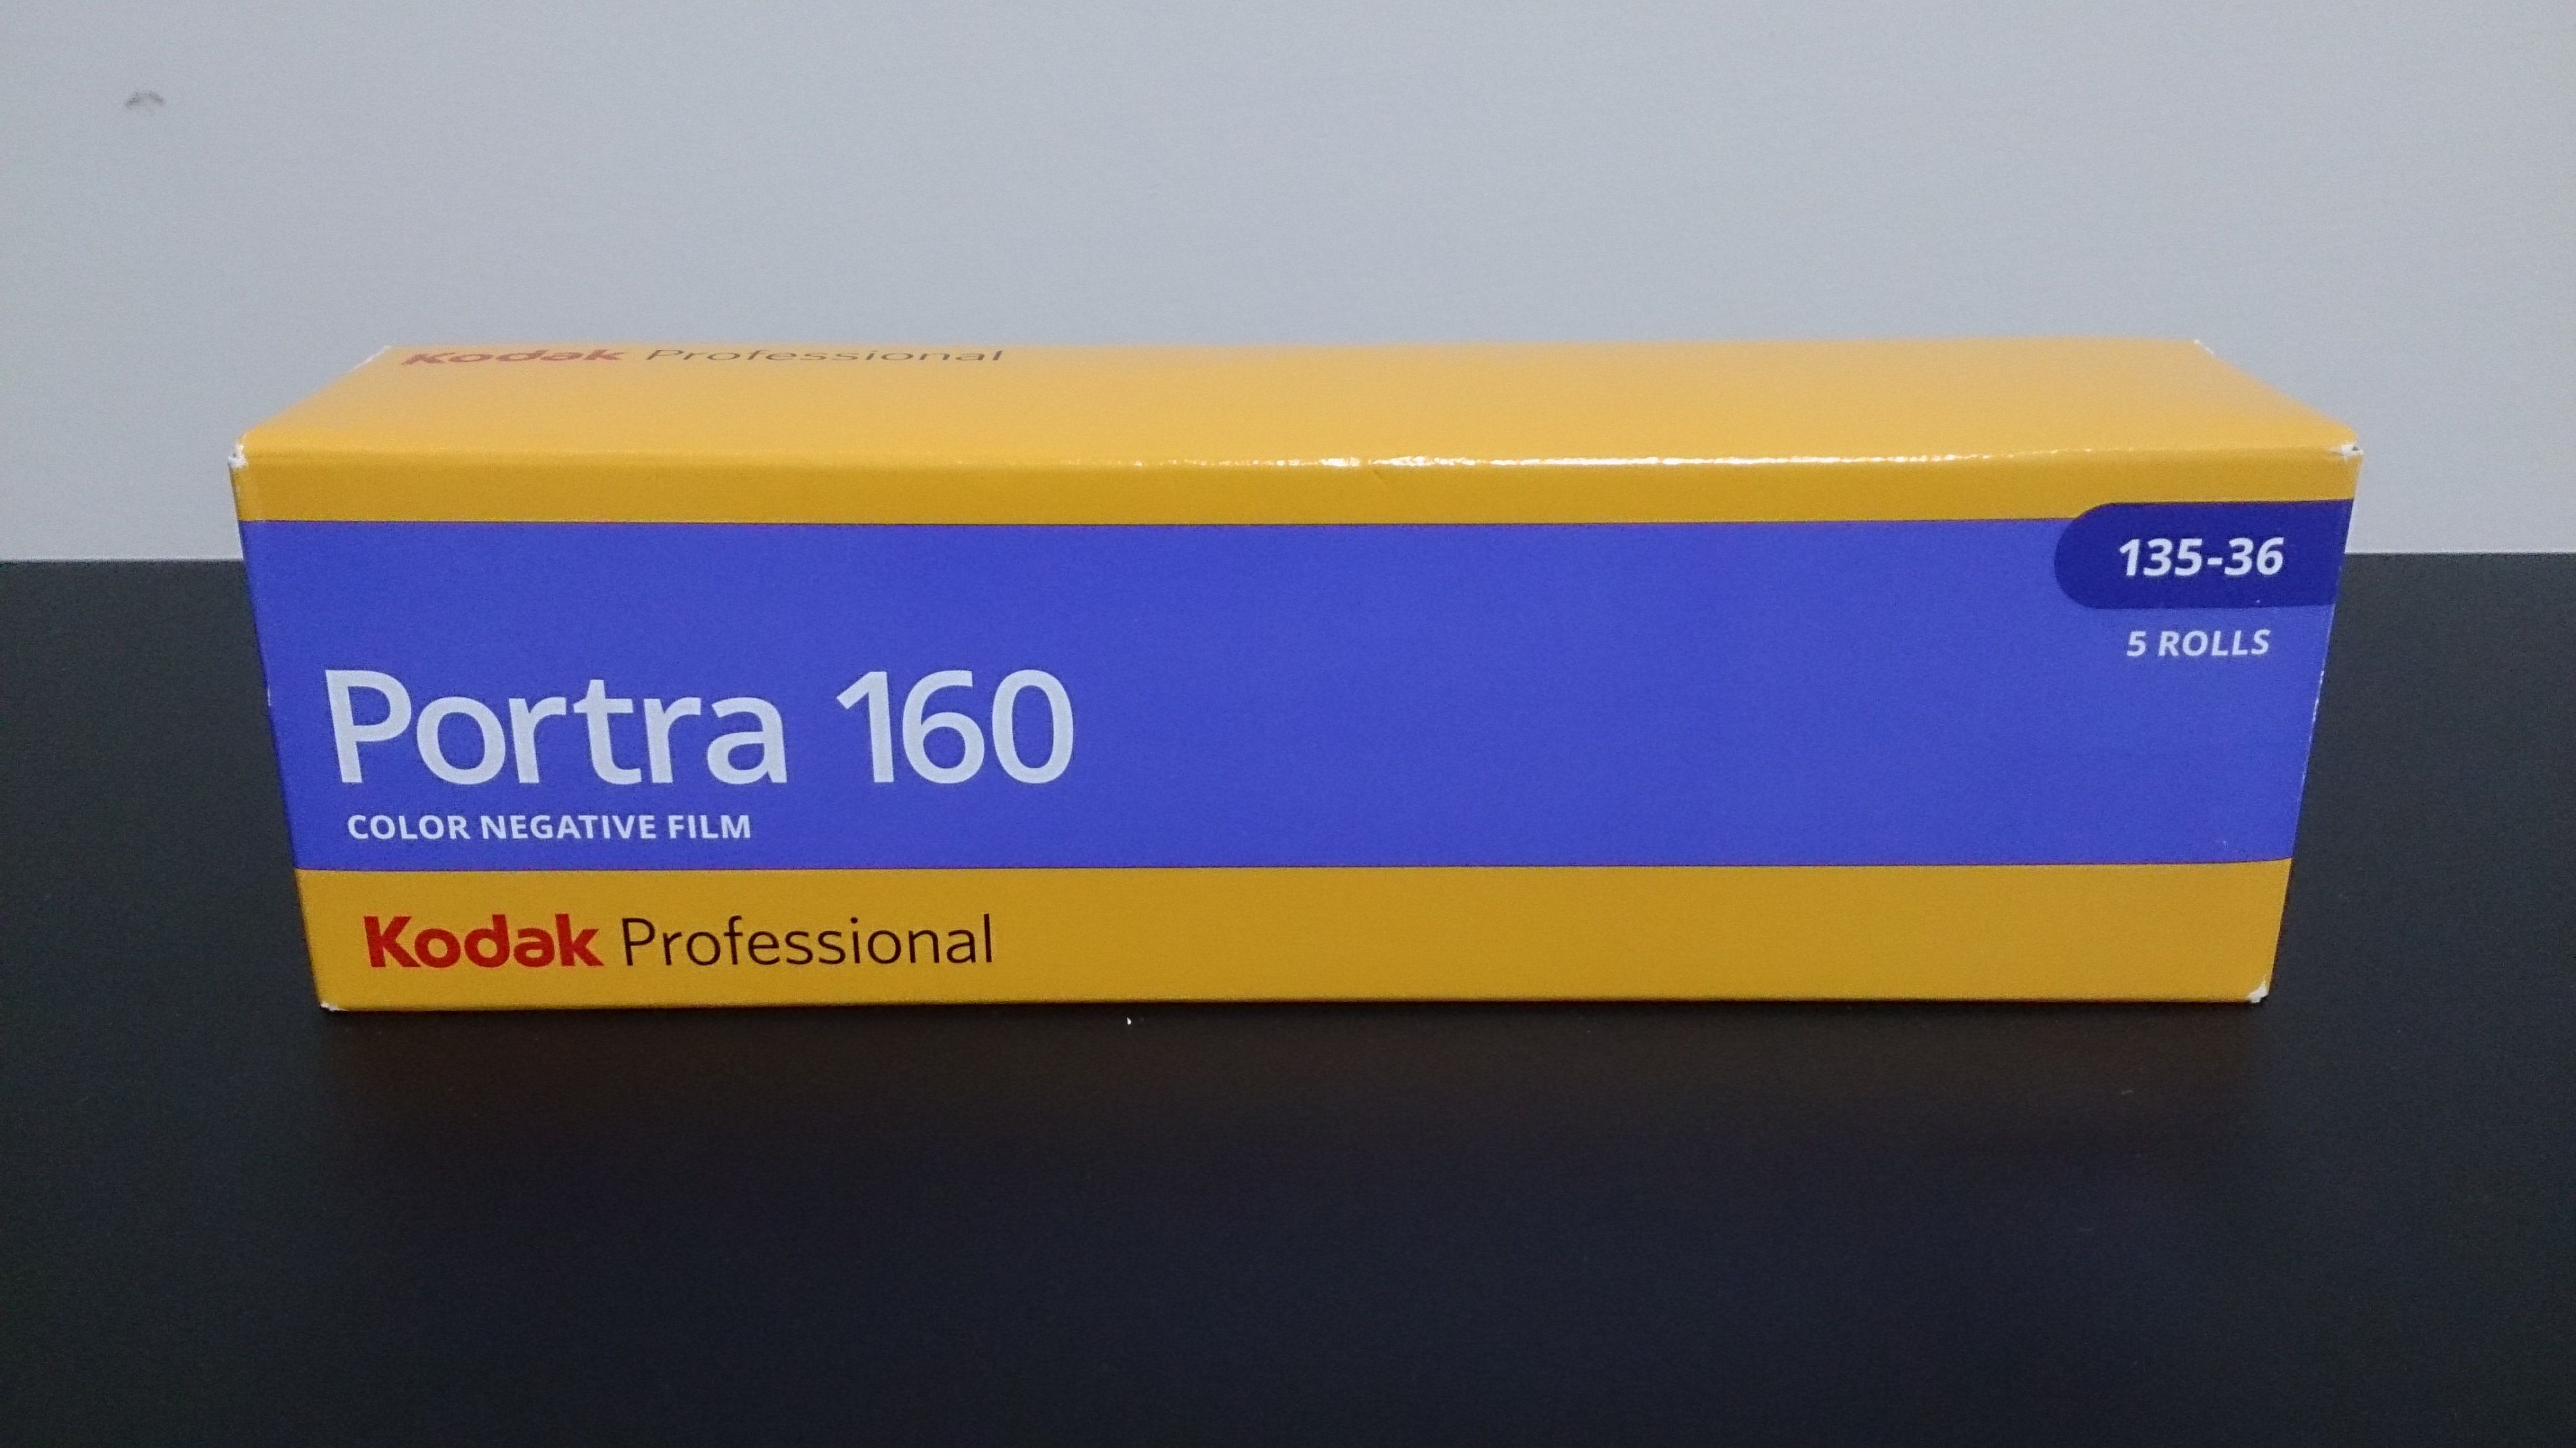 Kodak Professional
135-36
5 ROLLS
Portra 160
COLOR NEGATIVE FILM
Kodak Professional